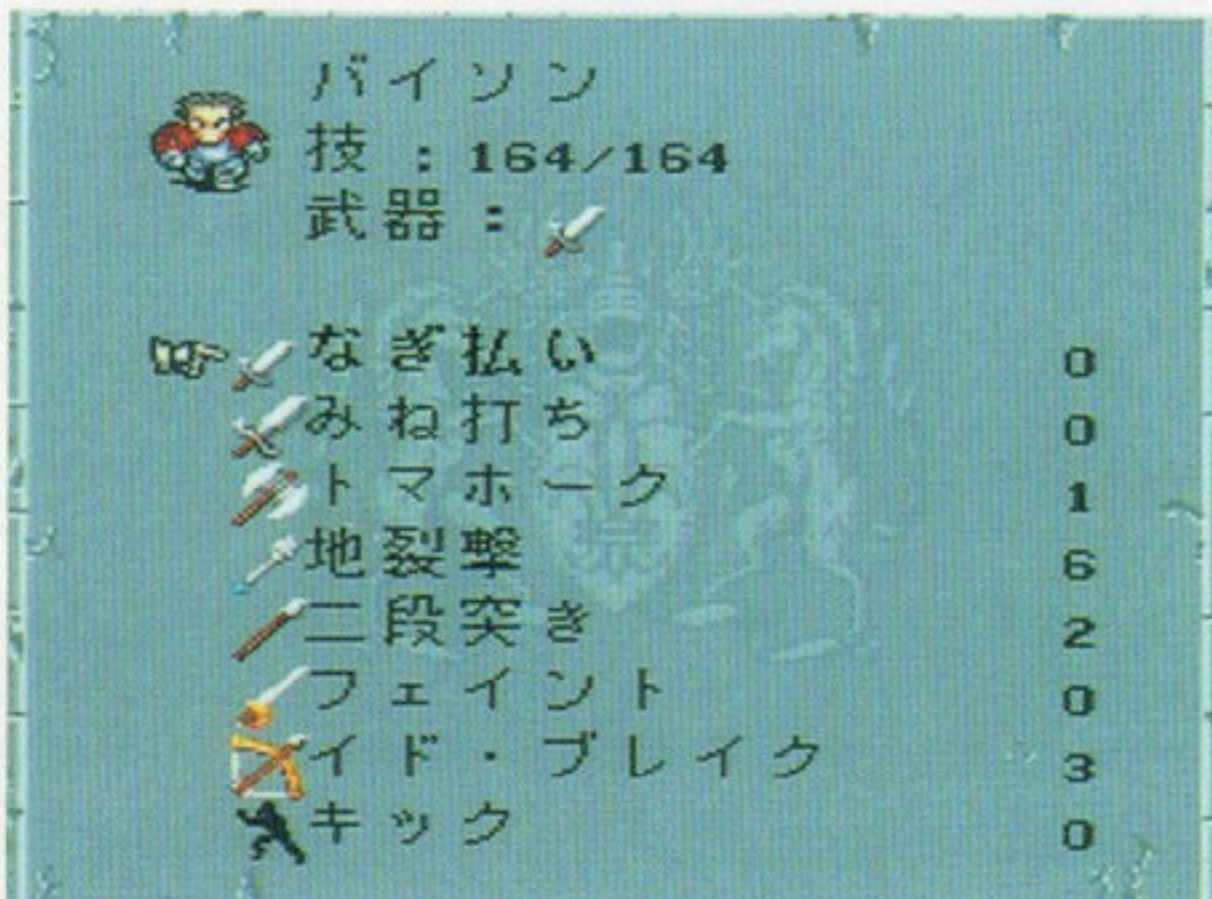 バイソン
技：164/164
武器：
なぎ払い 0
みね打ち 0
トマホーク 1
地裂撃 6
二段突き 2
フェイント 0
イド・ブレイク 3
キック 0